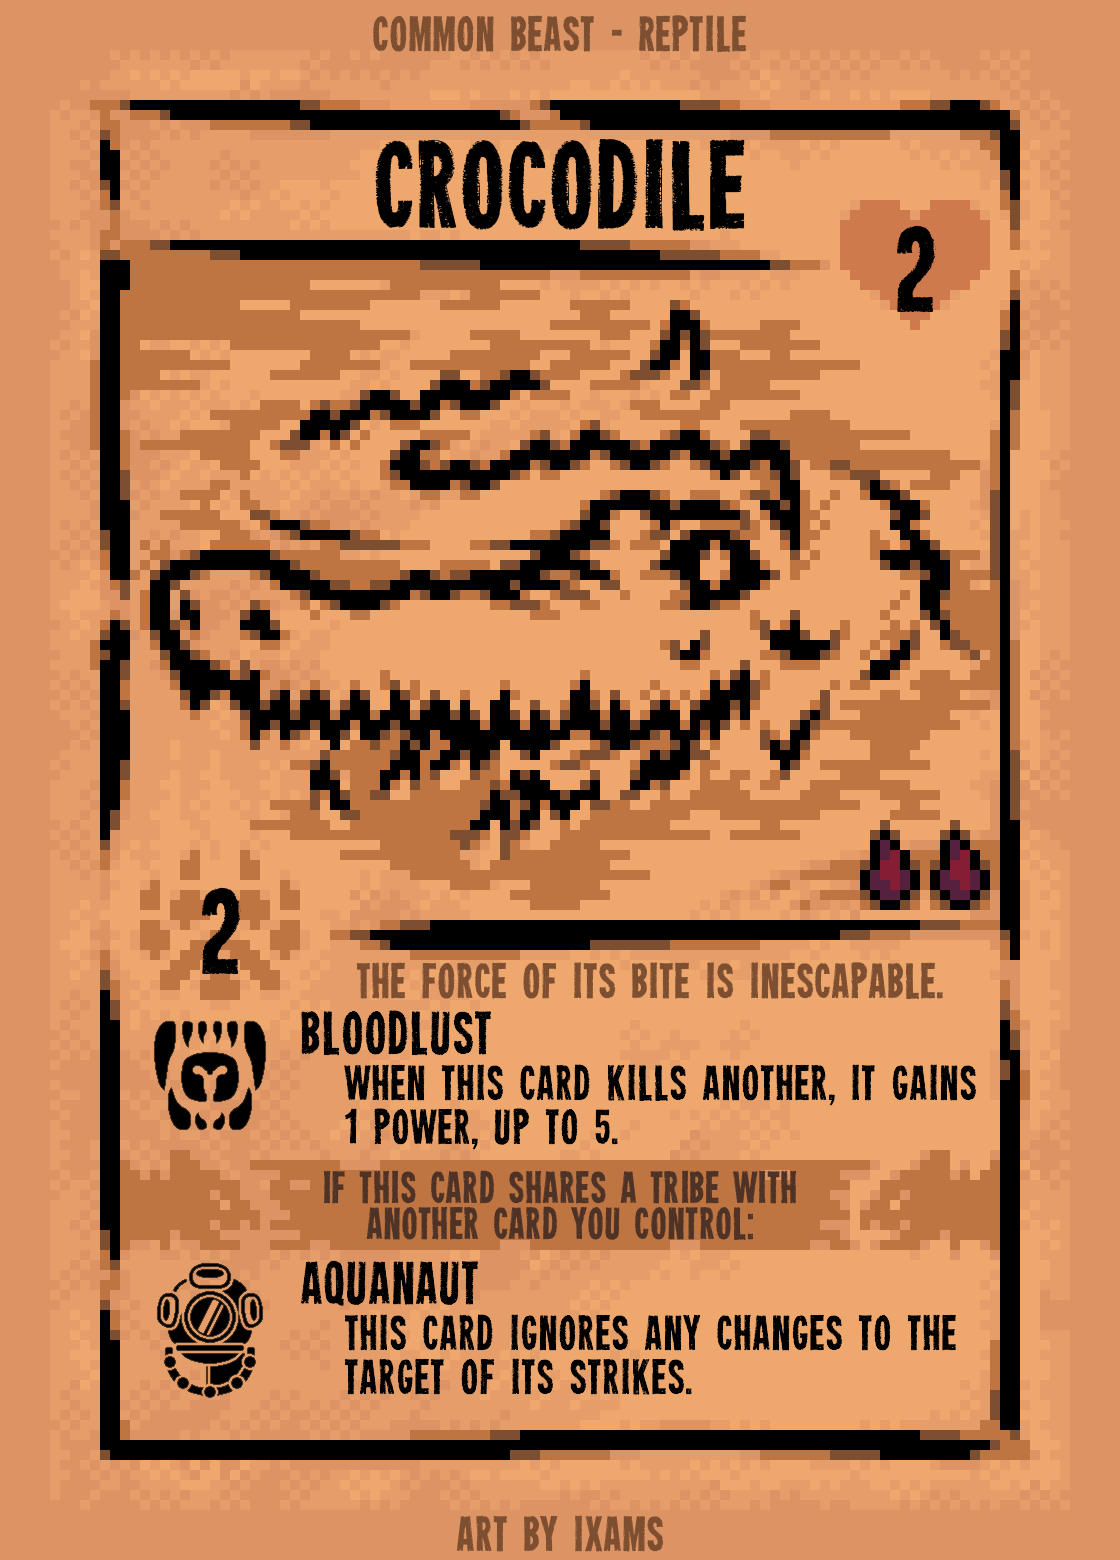 COMMON BEAST - REPTILE
CROCODILE
2
2
THE FORCE OF ITS BITE IS INESCAPABLE.
BLOODLUST
WHEN THIS CARD KILLS ANOTHER, IT GAINS
1 POWER, UP TO 5.
IF THIS CARD SHARES A TRIBE WITH
ANOTHER CARD YOU CONTROL:
AQUANAUT
THIS CARD IGNORES ANY CHANGES TO THE
TARGET OF ITS STRIKES.
ART BY IXAMS